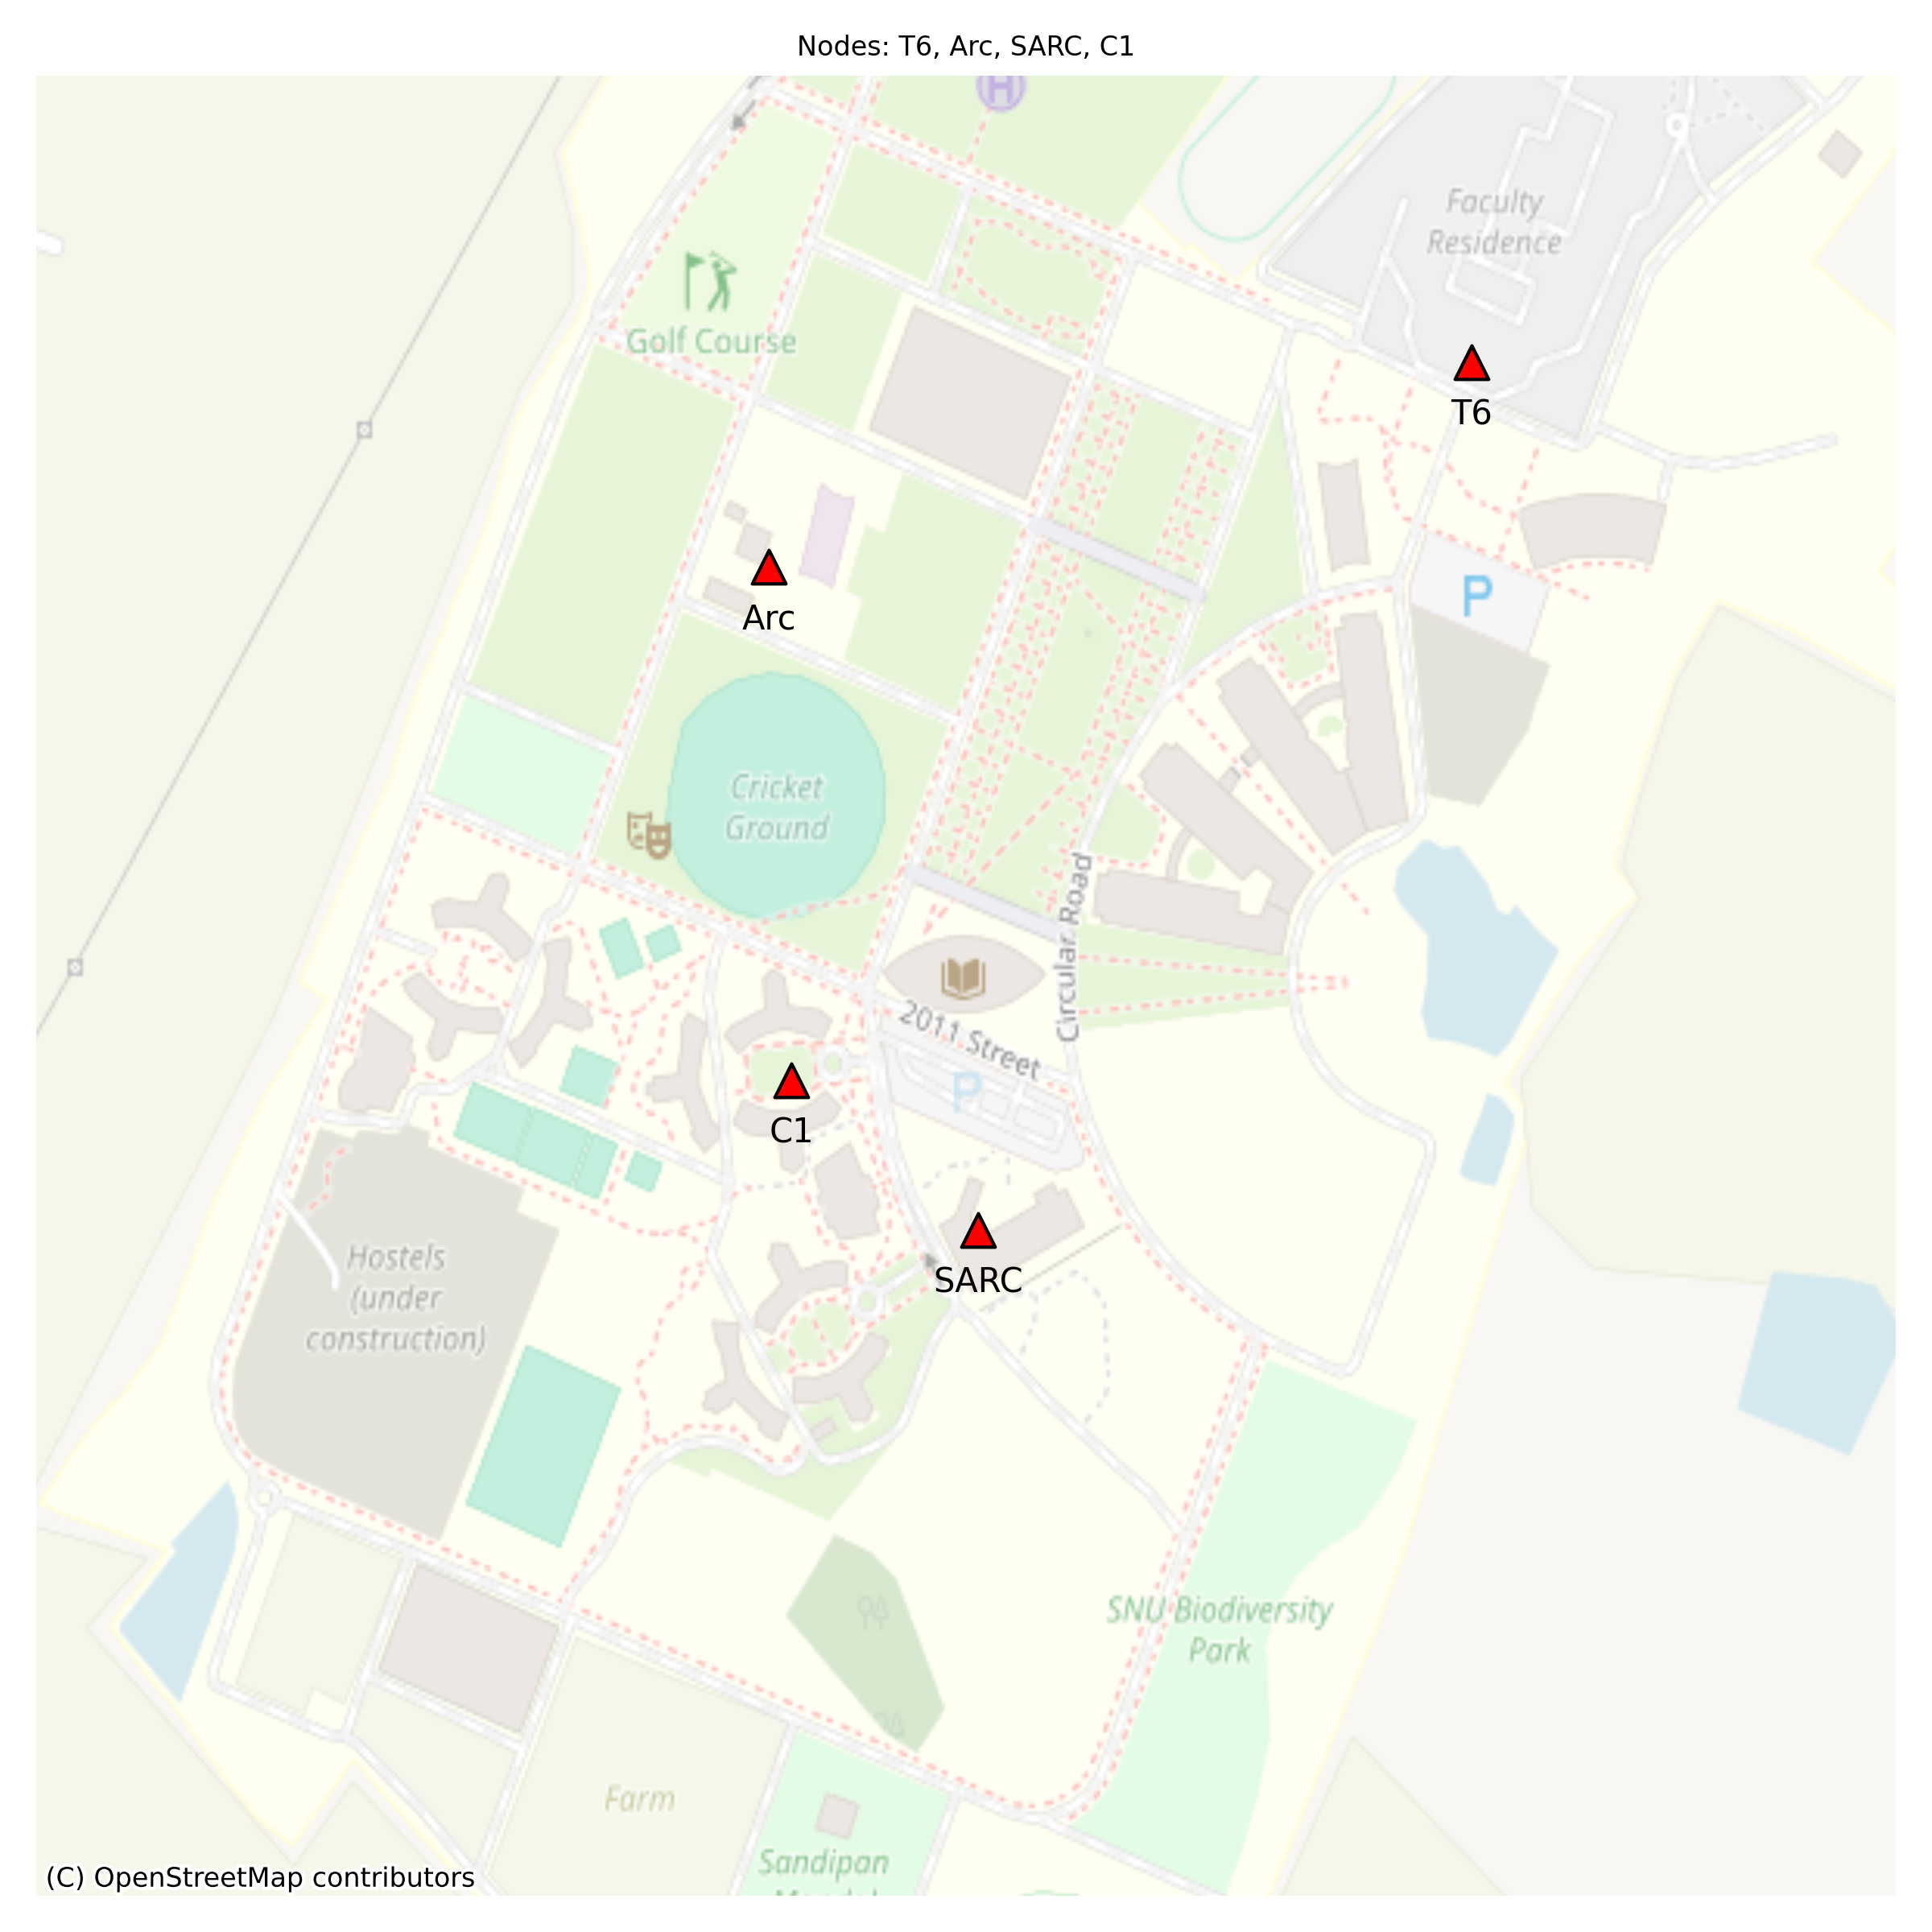 Nodes: T6, Arc, SARC, C1
H
Faculty
Residence
Golf Course
T6
Arc
P
Cricket
Ground
Circular Road
2011 Street
P
C1
SARC
Hostels
(under
construction)
SNU Biodiversity
Park
Farm
Sandipan
(C) OpenStreetMap contributors